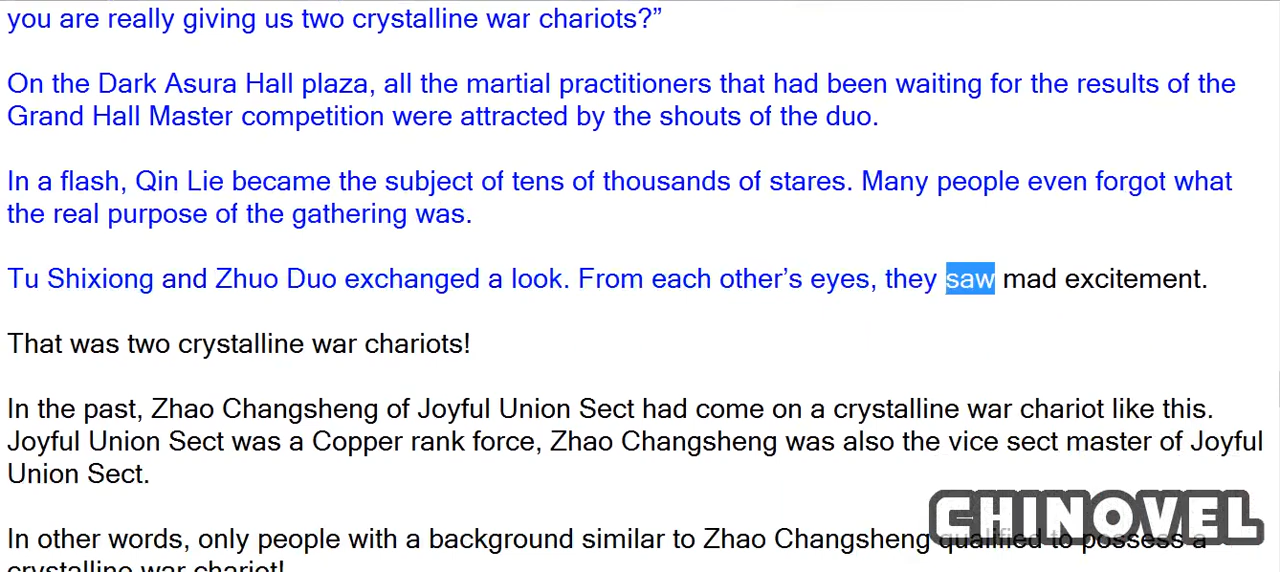 you are really giving us two crystalline war chariots?”
On the Dark Asura Hall plaza, all the martial practitioners that had been waiting for the results of the
Grand Hall Master competition were attracted by the shouts of the duo.
In a flash, Qin Lie became the subject of tens of thousands of stares. Many people even forgot what
the real purpose of the gathering was.
Tu Shixiong and Zhuo Duo exchanged a look. From each other’s eyes, they saw mad excitement.
That was two crystalline war chariots!
In the past, Zhao Changsheng of Joyful Union Sect had come on a crystalline war chariot like this.
Joyful Union Sect was a Copper rank force, Zhao Changsheng was also the vice sect master of Joyful
Union Sect.
In other words, only people with a background similar to Zhao Changsheng qualified to possess a
crystalline war chariot!
CHINOVEL